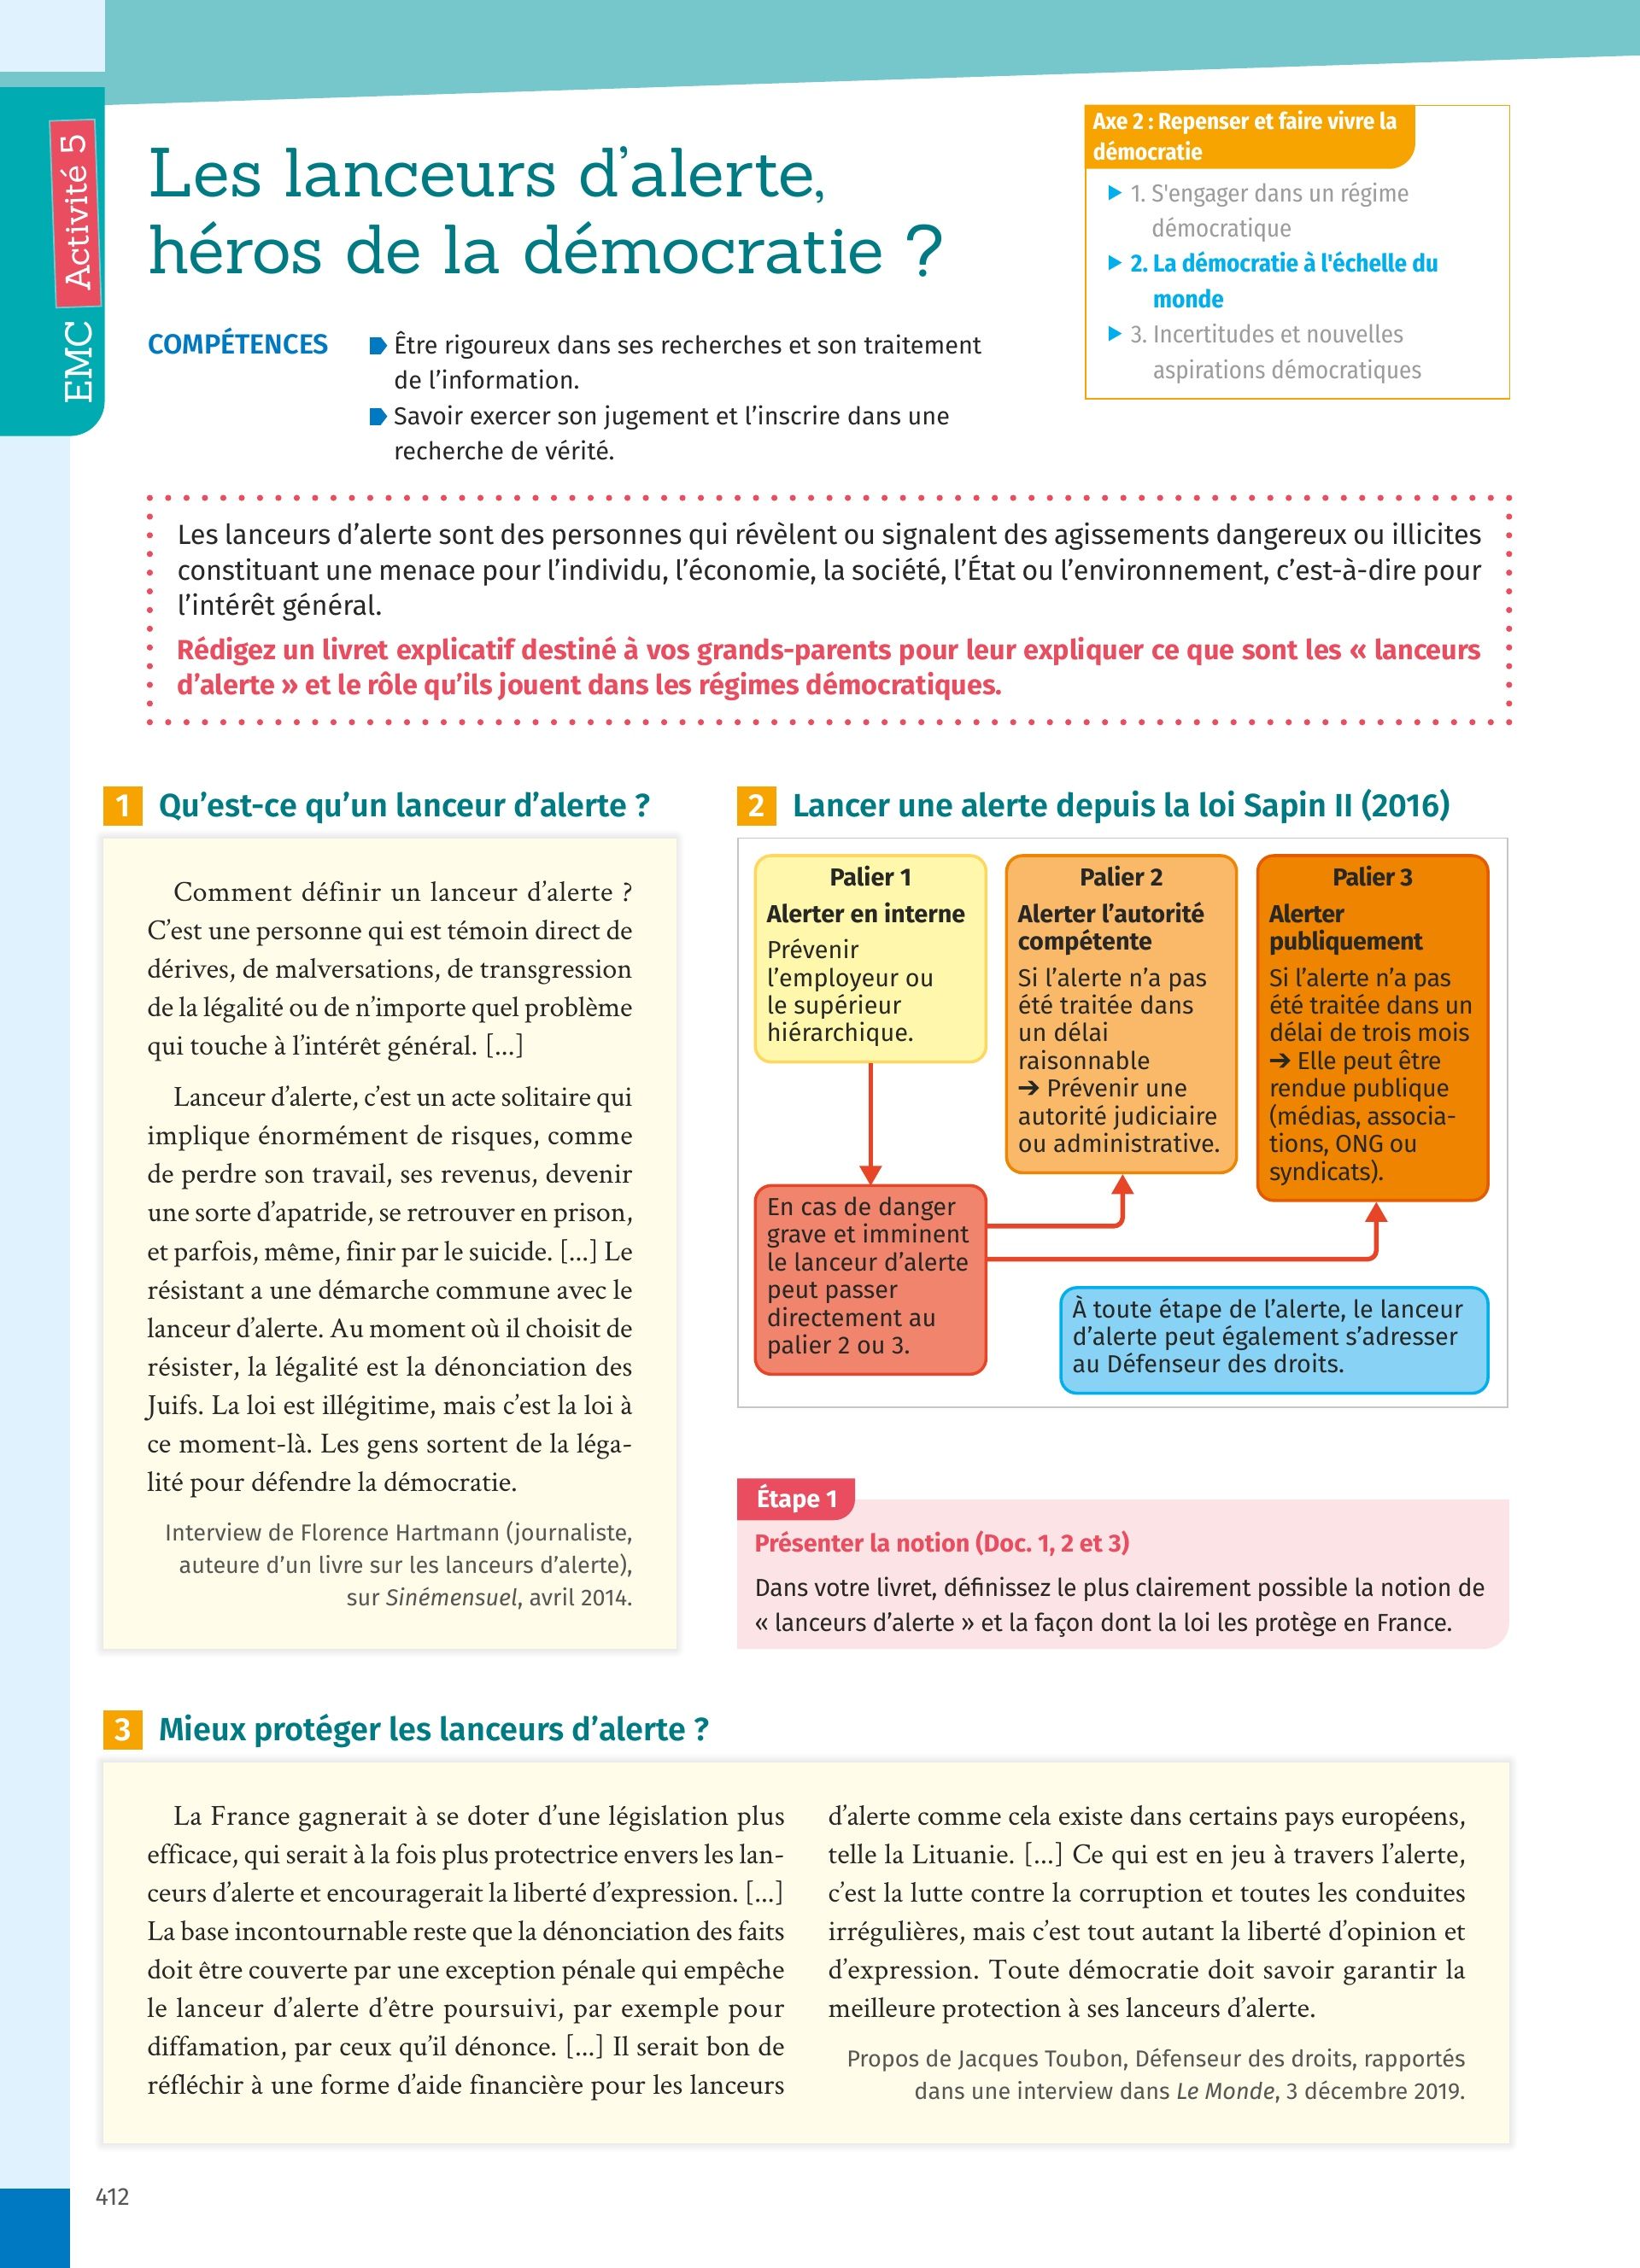 EMC Activité 5
Les lanceurs d’alerte,
héros de la démocratie ?
Axe 2 : Repenser et faire vivre la
démocratie
1. S'engager dans un régime
démocratique
2. La démocratie à l'échelle du
monde
3. Incertitudes et nouvelles
aspirations démocratiques
COMPÉTENCES
Être rigoureux dans ses recherches et son traitement
de l’information.
Savoir exercer son jugement et l’inscrire dans une
recherche de vérité.
Les lanceurs d’alerte sont des personnes qui révèlent ou signalent des agissements dangereux ou illicites
constituant une menace pour l’individu, l’économie, la société, l’État ou l’environnement, c’est-à-dire pour
l’intérêt général.
Rédigez un livret explicatif destiné à vos grands-parents pour leur expliquer ce que sont les « lanceurs
d’alerte » et le rôle qu’ils jouent dans les régimes démocratiques.
1 Qu’est-ce qu’un lanceur d’alerte ?
Comment définir un lanceur d’alerte ?
C’est une personne qui est témoin direct de
dérives, de malversations, de transgression
de la légalité ou de n’importe quel problème
qui touche à l’intérêt général. [...]
Lanceur d’alerte, c’est un acte solitaire qui
implique énormément de risques, comme
de perdre son travail, ses revenus, devenir
une sorte d’apatride, se retrouver en prison,
et parfois, même, finir par le suicide. [...] Le
résistant a une démarche commune avec le
lanceur d’alerte. Au moment où il choisit de
résister, la légalité est la dénonciation des
Juifs. La loi est illégitime, mais c’est la loi à
ce moment-là. Les gens sortent de la léga-
lité pour défendre la démocratie.
Interview de Florence Hartmann (journaliste,
auteure d’un livre sur les lanceurs d’alerte),
sur Sinémensuel, avril 2014.
2 Lancer une alerte depuis la loi Sapin II (2016)
Palier 1
Alerter en interne
Prévenir
l’employeur ou
le supérieur
hiérarchique.
Palier 2
Alerter l’autorité
compétente
Si l’alerte n’a pas
été traitée dans
un délai
raisonnable
➔ Prévenir une
autorité judiciaire
ou administrative.
Palier 3
Alerter
publiquement
Si l’alerte n’a pas
été traitée dans un
délai de trois mois
➔ Elle peut être
rendue publique
(médias, associa-
tions, ONG ou
syndicats).
En cas de danger
grave et imminent
le lanceur d’alerte
peut passer
directement au
palier 2 ou 3.
À toute étape de l’alerte, le lanceur
d’alerte peut également s’adresser
au Défenseur des droits.
Étape 1
Présenter la notion (Doc. 1, 2 et 3)
Dans votre livret, définissez le plus clairement possible la notion de
« lanceurs d’alerte » et la façon dont la loi les protège en France.
3 Mieux protéger les lanceurs d’alerte ?
La France gagnerait à se doter d’une législation plus
efficace, qui serait à la fois plus protectrice envers les lan-
ceurs d’alerte et encouragerait la liberté d’expression. [...]
La base incontournable reste que la dénonciation des faits
doit être couverte par une exception pénale qui empêche
le lanceur d’alerte d’être poursuivi, par exemple pour
diffamation, par ceux qu’il dénonce. [...] Il serait bon de
réfléchir à une forme d’aide financière pour les lanceurs
d’alerte comme cela existe dans certains pays européens,
telle la Lituanie. [...] Ce qui est en jeu à travers l’alerte,
c’est la lutte contre la corruption et toutes les conduites
irrégulières, mais c’est tout autant la liberté d’opinion et
d’expression. Toute démocratie doit savoir garantir la
meilleure protection à ses lanceurs d’alerte.
Propos de Jacques Toubon, Défenseur des droits, rapportés
dans une interview dans Le Monde, 3 décembre 2019.
412